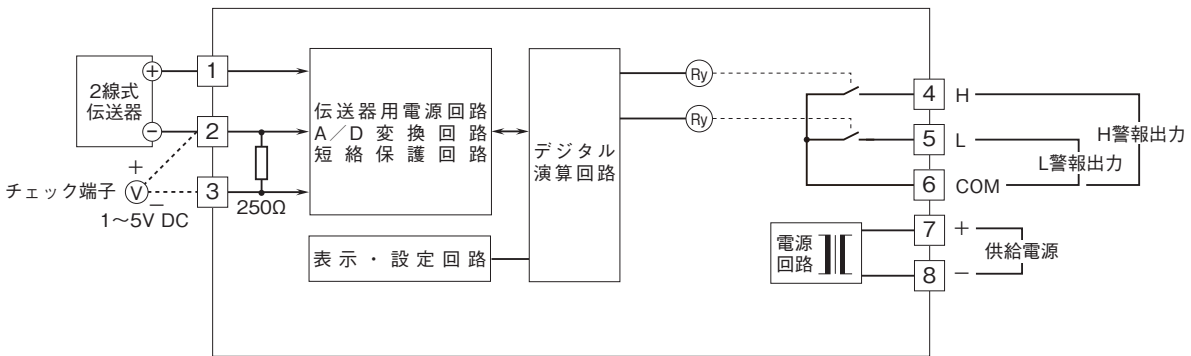 2線式
伝送器
+
−
1
2
3
+
−
チェック端子
V
1〜5V DC
250Ω
伝送器用電源回路
A／D変換回路
短絡保護回路
表示・設定回路
デジタル
演算回路
Ry
Ry
4 H
5 L
6 COM
H警報出力
L警報出力
電源
回路
7 +
8 −
供給電源